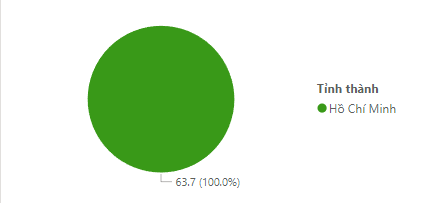 Tỉnh thành
Hồ Chí Minh
63.7 (100.0%)